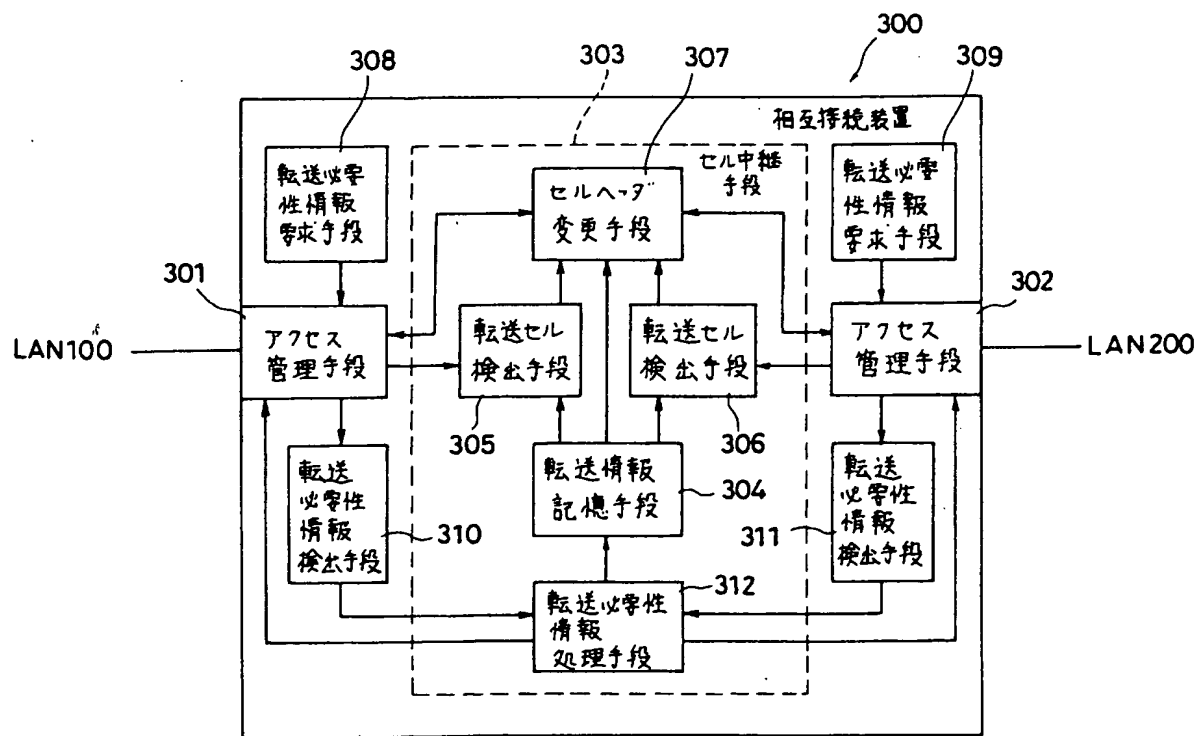 300
308
303
307
309
相互接続装置
転送必要
性情報
要求手段
セルヘッダ
変更手段
セル中継
手段
転送必要
性情報
要求手段
301
302
LAN100
アクセス
管理手段
転送セル
検出手段
転送セル
検出手段
アクセス
管理手段
LAN200
305
306
転送
必要性
情報
検出手段
310
転送情報
記憶手段
304
転送
必要性
情報
検出手段
311
312
転送必要性
情報
処理手段